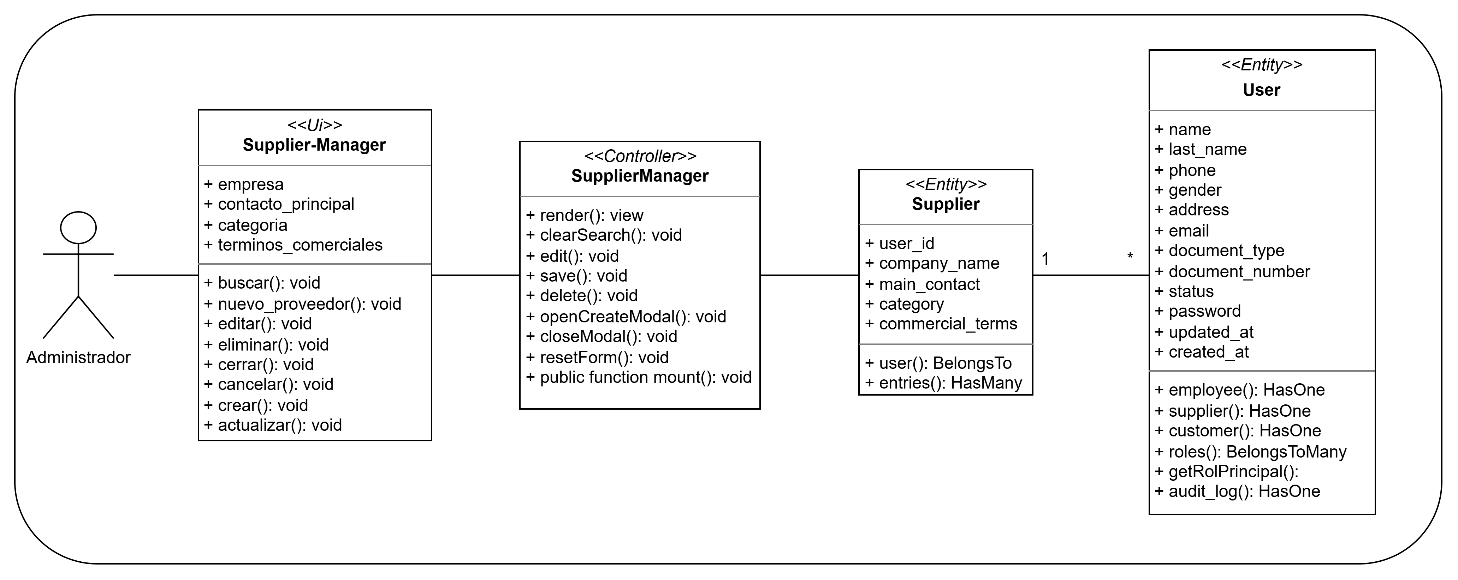 Administrador
<<Ui>>
Supplier-Manager
+ empresa
+ contacto_principal
+ categoria
+ terminos_comerciales
+ buscar(): void
+ nuevo_proveedor(): void
+ editar(): void
+ eliminar(): void
+ cerrar(): void
+ cancelar(): void
+ crear(): void
+ actualizar(): void
<<Controller>>
SupplierManager
+ render(): view
+ clearSearch(): void
+ edit(): void
+ save(): void
+ delete(): void
+ openCreateModal(): void
+ closeModal(): void
+ resetForm(): void
+ public function mount(): void
<<Entity>>
Supplier
+ user_id
+ company_name
+ main_contact
+ category
+ commercial_terms
+ user(): BelongsTo
+ entries(): HasMany
1
*
<<Entity>>
User
+ name
+ last_name
+ phone
+ gender
+ address
+ email
+ document_type
+ document_number
+ status
+ password
+ updated_at
+ created_at
+ employee(): HasOne
+ supplier(): HasOne
+ customer(): HasOne
+ roles(): BelongsToMany
+ getRolPrincipal():
+ audit_log(): HasOne